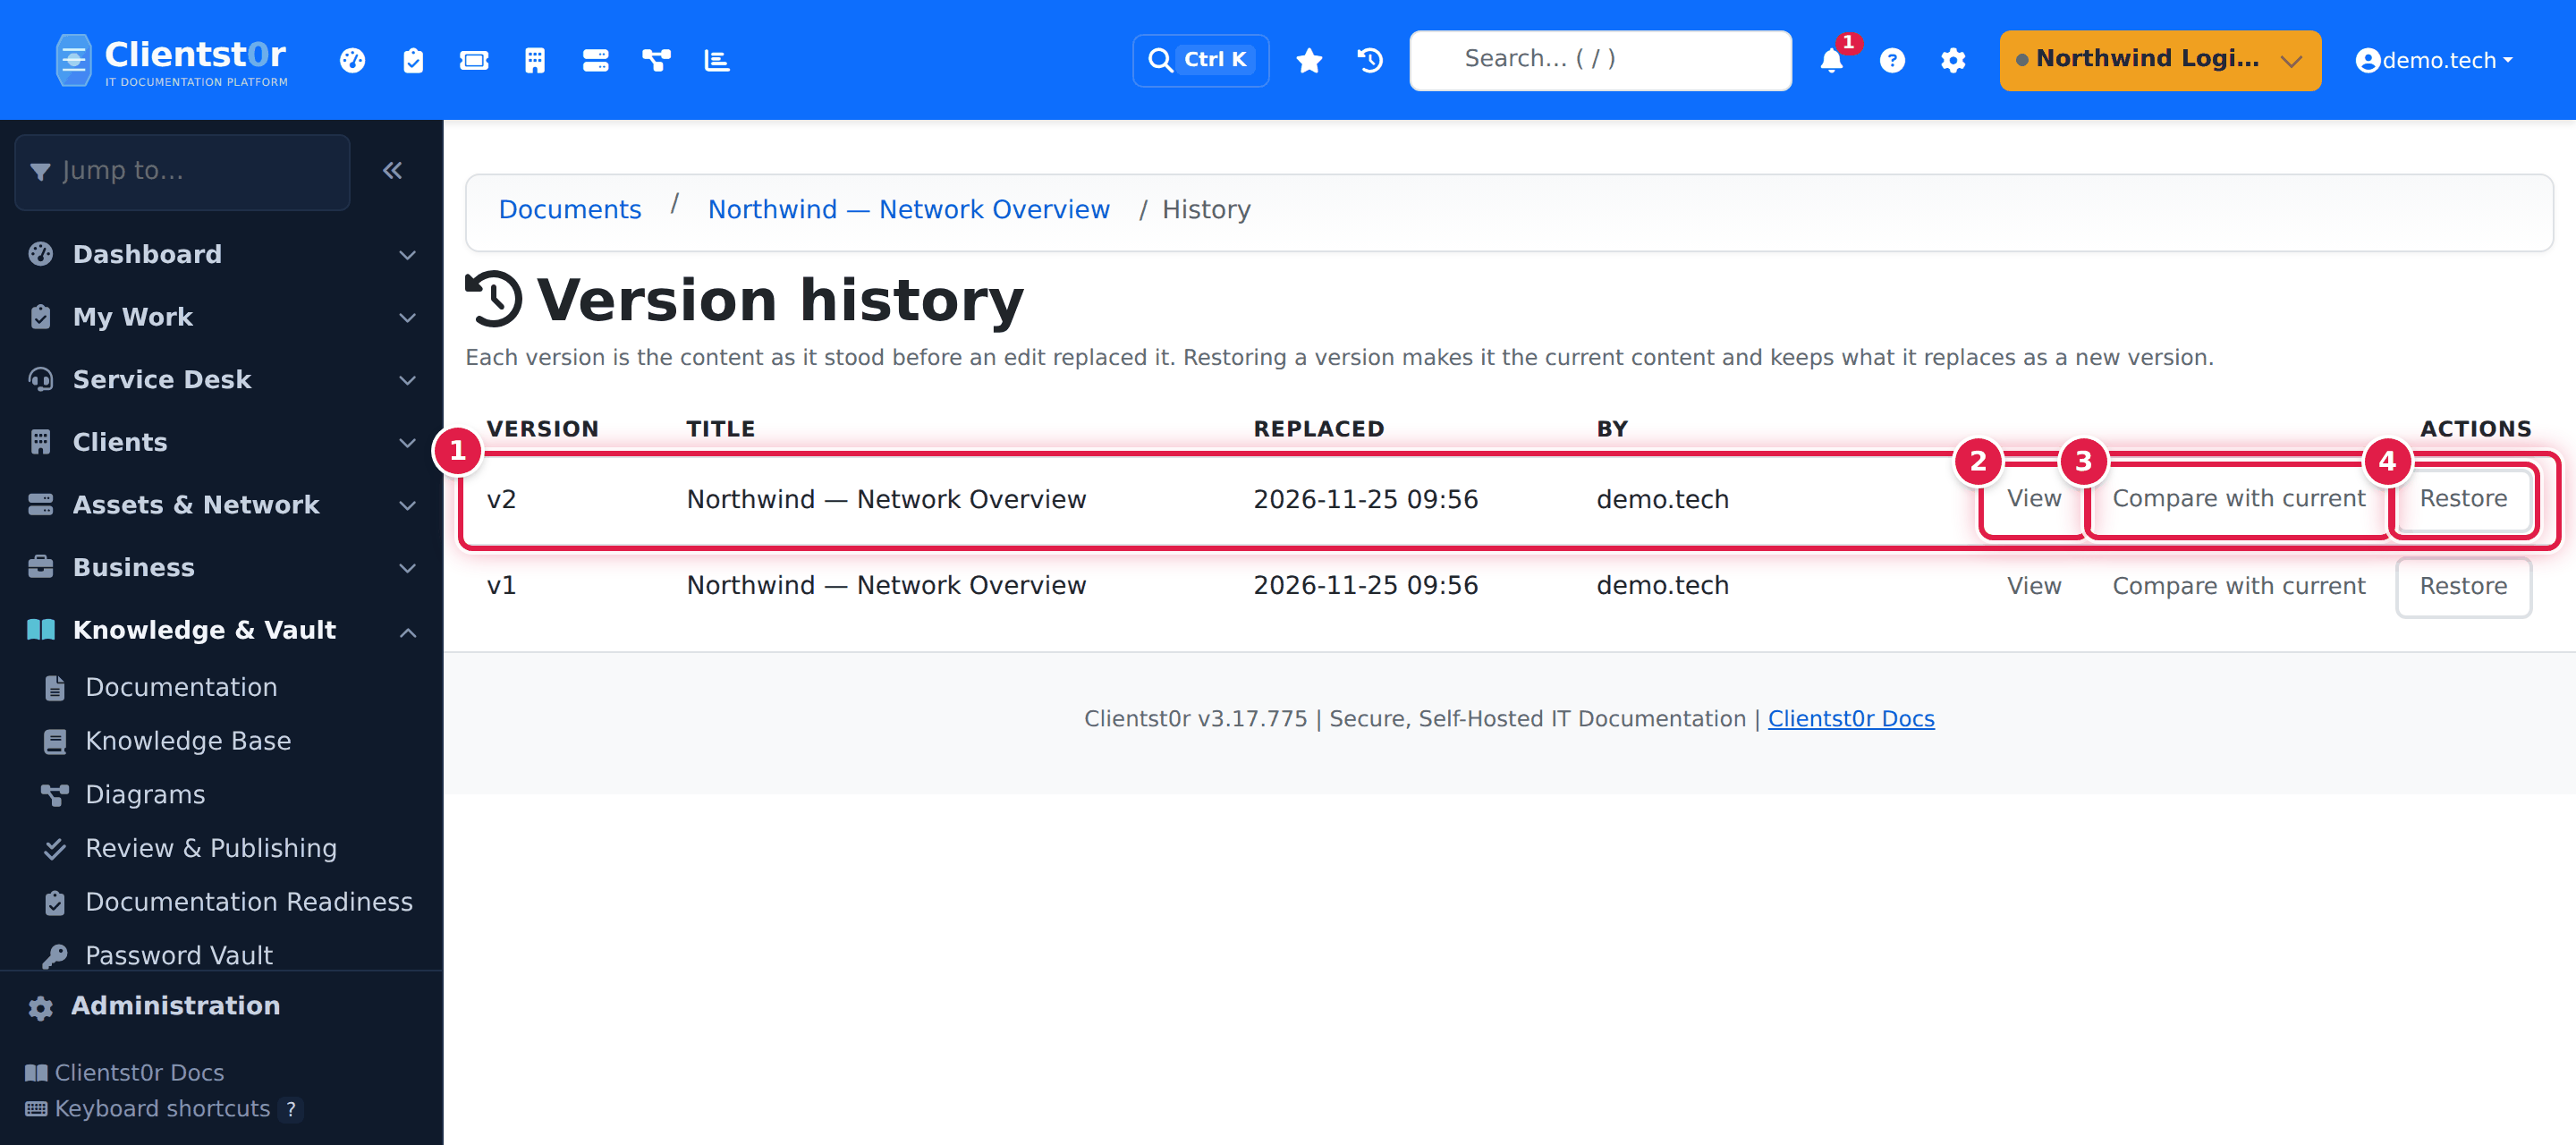 Clientst0r
IT DOCUMENTATION PLATFORM
Ctrl K
Search... ( / )
1
?
Northwind Logi...
demo.tech
Jump to...
Dashboard
My Work
Service Desk
Clients
Assets & Network
Business
Knowledge & Vault
Documentation
Knowledge Base
Diagrams
Review & Publishing
Documentation Readiness
Password Vault
Administration
Clientst0r Docs
Keyboard shortcuts ?
Documents / Northwind — Network Overview / History
Version history
Each version is the content as it stood before an edit replaced it. Restoring a version makes it the current content and keeps what it replaces as a new version.
VERSION TITLE REPLACED BY ACTIONS
1 2 3 4
v2 Northwind — Network Overview 2026-11-25 09:56 demo.tech View Compare with current Restore
v1 Northwind — Network Overview 2026-11-25 09:56 demo.tech View Compare with current Restore
Clientst0r v3.17.775 | Secure, Self-Hosted IT Documentation | Clientst0r Docs